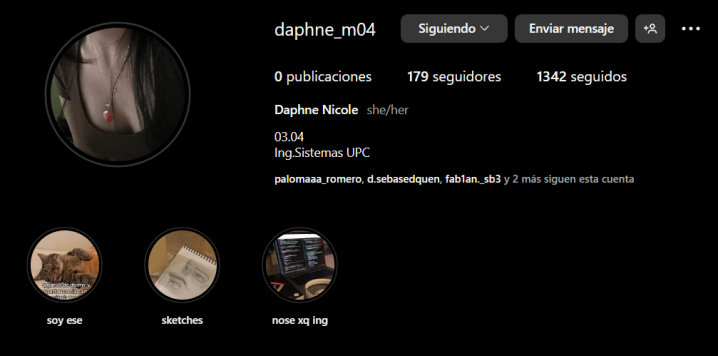 daphne_m04 Siguiendo Enviar mensaje
0 publicaciones 179 seguidores 1342 seguidos
Daphne Nicole she/her
03.04
Ing.Sistemas UPC
palomaaa_romero, d.sebasedquen, fab1an._sb3 y 2 más siguen esta cuenta
soy ese sketches nose xq ing